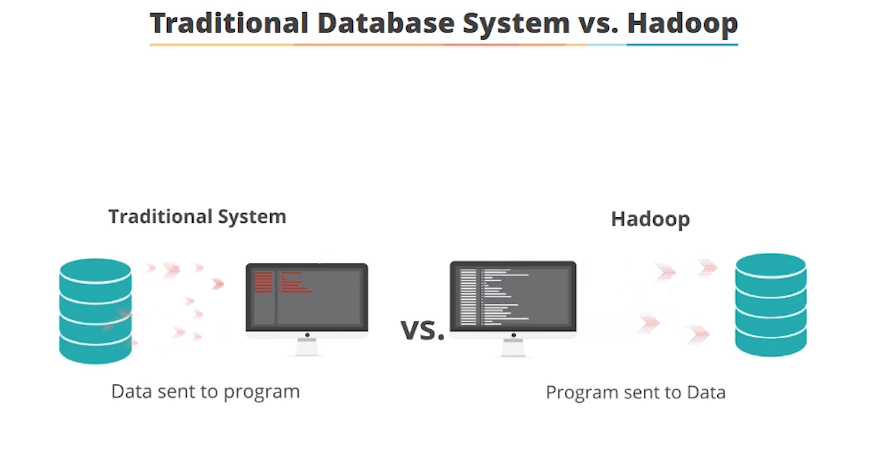 Traditional Database System vs. Hadoop
Traditional System
Hadoop
vs.
Data sent to program
Program sent to Data